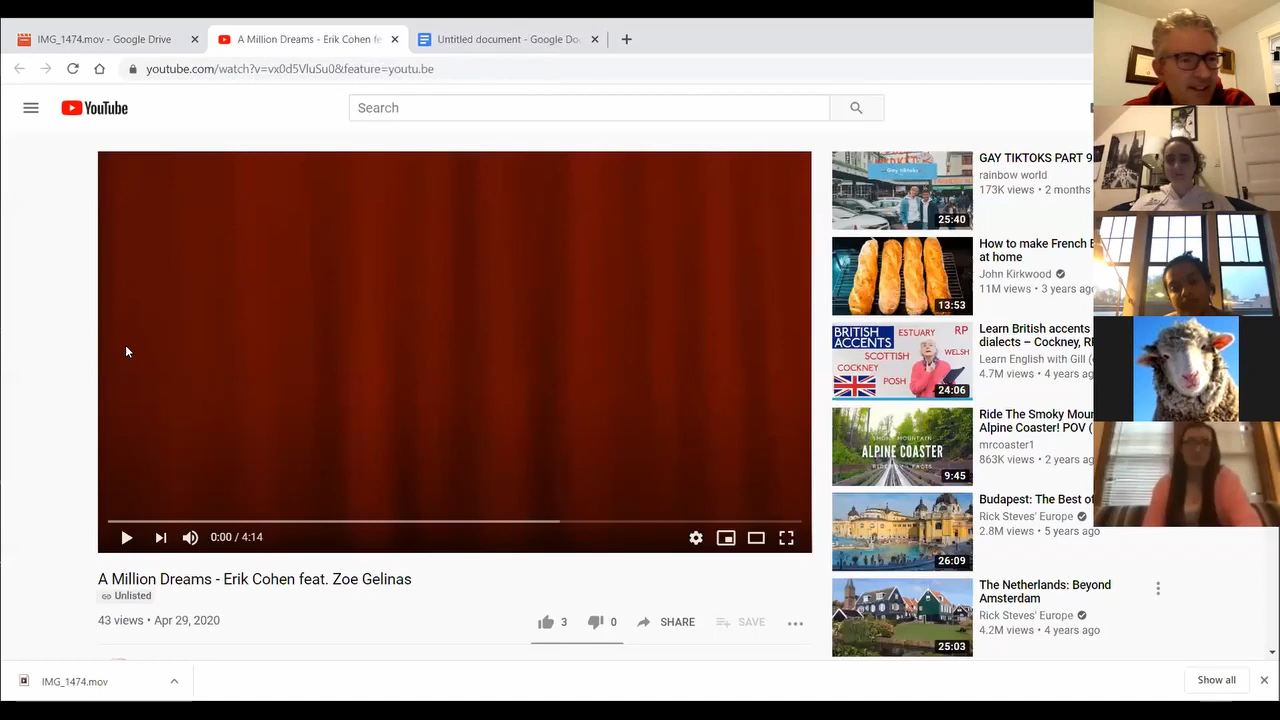 IMG_1474.mov - Google Drive
A Million Dreams - Erik Cohen fe
Untitled document - Google Do
youtube.com/watch?v=vx0d5VluSu0&feature=youtu.be
YouTube
Search
GAY TIKTOKS PART 9
rainbow world
173K views • 2 months
Gay tiktoks
25:40
How to make French B
at home
John Kirkwood
11M views • 3 years ago
13:53
Learn British accents
dialects – Cockney, RP
Learn English with Gill (
4.7M views • 4 years ago
BRITISH
ACCENTS
ESTUARY
RP
SCOTTISH
WELSH
COCKNEY
POSH
24:06
Ride The Smoky Moun
Alpine Coaster! POV (
mrcoaster1
863K views • 2 years ago
SMOKY MOUNTAIN
ALPINE COASTER
9:45
Budapest: The Best of
Rick Steves' Europe
2.8M views • 5 years ago
26:09
The Netherlands: Beyond
Amsterdam
Rick Steves' Europe
4.2M views • 4 years ago
25:03
0:00 / 4:14
A Million Dreams - Erik Cohen feat. Zoe Gelinas
Unlisted
43 views • Apr 29, 2020
3
0
SHARE
SAVE
IMG_1474.mov
Show all